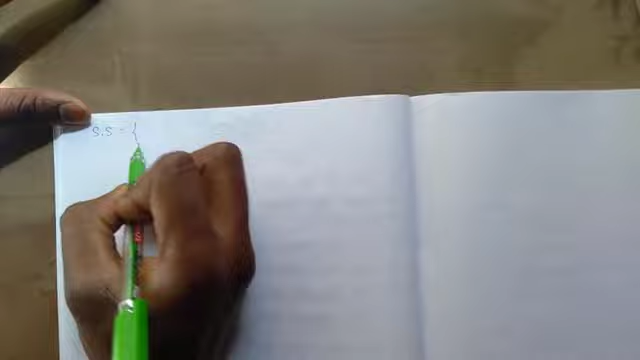 S.S = {